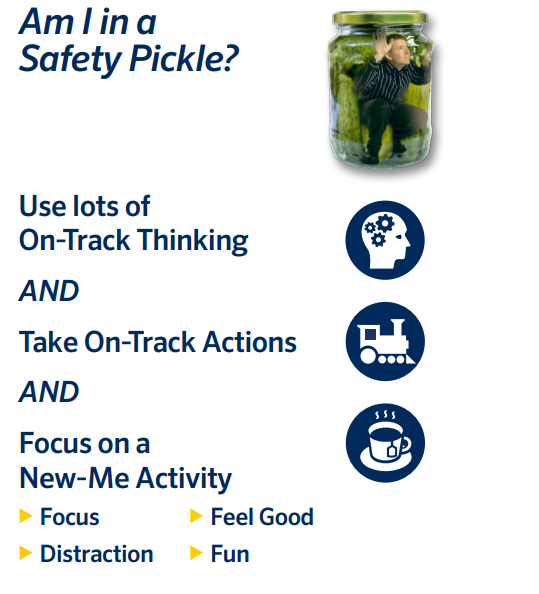 Am I in a
Safety Pickle?
Use lots of
On-Track Thinking
AND
Take On-Track Actions
AND
Focus on a
New-Me Activity
Focus
Feel Good
Distraction
Fun